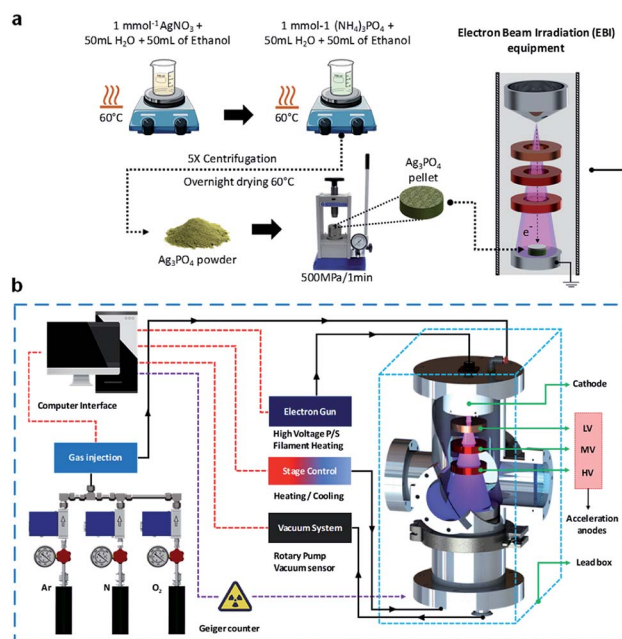 a
1 mmol⁻¹AgNO₃ +
50mL H₂O + 50mL of Ethanol
1 mmol-1 (NH₄)₃PO₄ +
50mL H₂O + 50mL of Ethanol
Electron Beam Irradiation (EBI)
equipment
60°C
60°C
5X Centrifugation
Overnight drying 60°C
Ag₃PO₄
pellet
e⁻
Ag₃PO₄ powder
500MPa/1min
b
Computer Interface
Electron Gun
High Voltage P/S
Filament Heating
Cathode
LV
MV
HV
Gas injection
Stage Control
Heating / Cooling
Acceleration
anodes
Vacuum System
Rotary Pump
Vacuum sensor
Lead box
Ar
N
O₂
Geiger counter